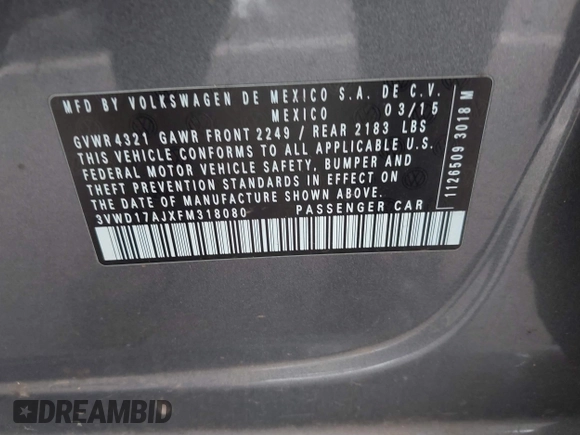 MFD BY VOLKSWAGEN DE MEXICO S.A. DE C.V.
MEXICO 03/15
GVWR 4321 GAWR FRONT 2249 / REAR 2183 LBS
THIS VEHICLE CONFORMS TO ALL APPLICABLE U.S.
FEDERAL MOTOR VEHICLE SAFETY, BUMPER AND
THEFT PREVENTION STANDARDS IN EFFECT ON
THE DATE OF MANUFACTURE SHOWN ABOVE.
3VWD17AJXFM318080 PASSENGER CAR
1126509 3018 M
DREAMBID